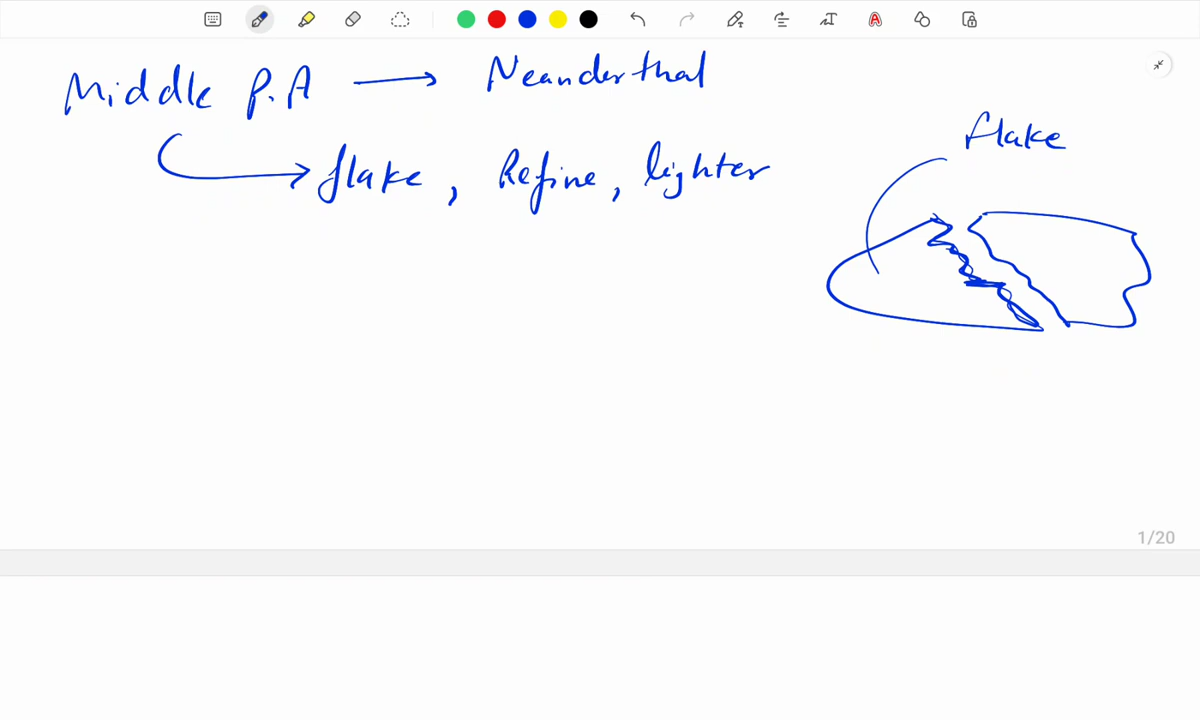 Middle P.A → Neanderthal
→ flake, Refine, lighter
flake
1/20